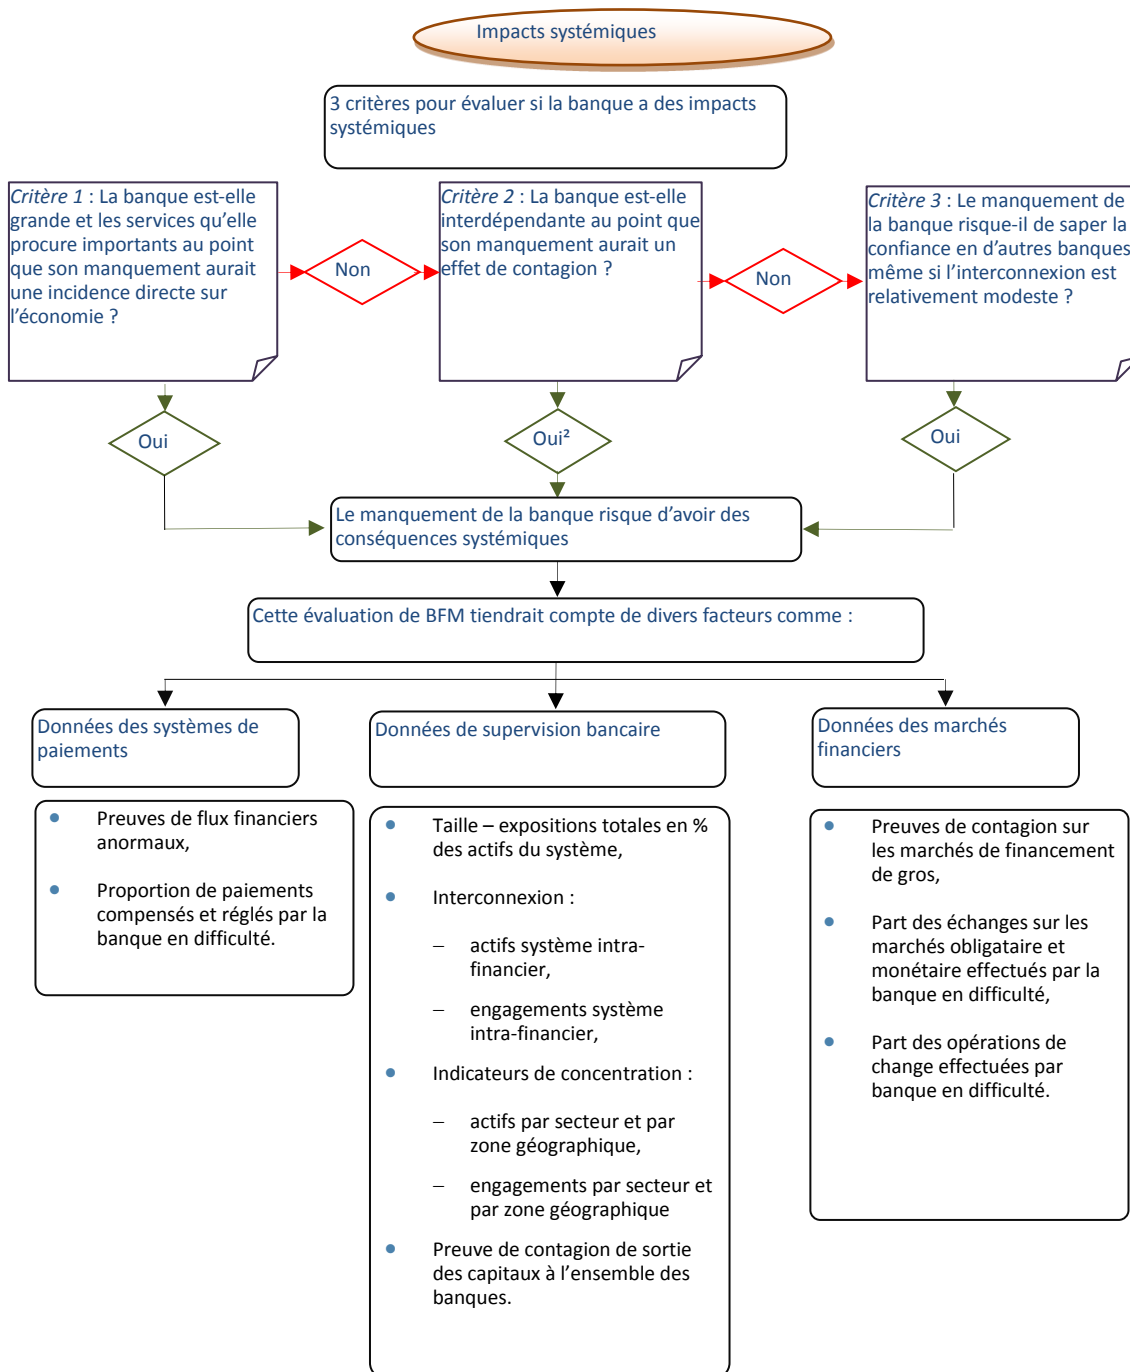 Impacts systémiques
3 critères pour évaluer si la banque a des impacts
systémiques
Critère 1 : La banque est-elle
grande et les services qu’elle
procure importants au point
que son manquement aurait
une incidence directe sur
l’économie ?
Non
Critère 2 : La banque est-elle
interdépendante au point que
son manquement aurait un
effet de contagion ?
Non
Critère 3 : Le manquement de
la banque risque-il de saper la
confiance en d’autres banques
même si l’interconnexion est
relativement modeste ?
Oui
Oui²
Oui
Le manquement de la banque risque d’avoir des
conséquences systémiques
Cette évaluation de BFM tiendrait compte de divers facteurs comme :
Données des systèmes de
paiements
Preuves de flux financiers
anormaux,
Proportion de paiements
compensés et réglés par la
banque en difficulté.
Données de supervision bancaire
• Taille – expositions totales en %
des actifs du système,
• Interconnexion :
– actifs système intra-
financier,
– engagements système
intra-financier,
• Indicateurs de concentration :
– actifs par secteur et par
zone géographique,
– engagements par secteur et
par zone géographique
• Preuve de contagion de sortie
des capitaux à l’ensemble des
banques.
Données des marchés
financiers
• Preuves de contagion sur
les marchés de financement
de gros,
• Part des échanges sur les
marchés obligataire et
monétaire effectués par la
banque en difficulté,
• Part des opérations de
change effectuées par
banque en difficulté.